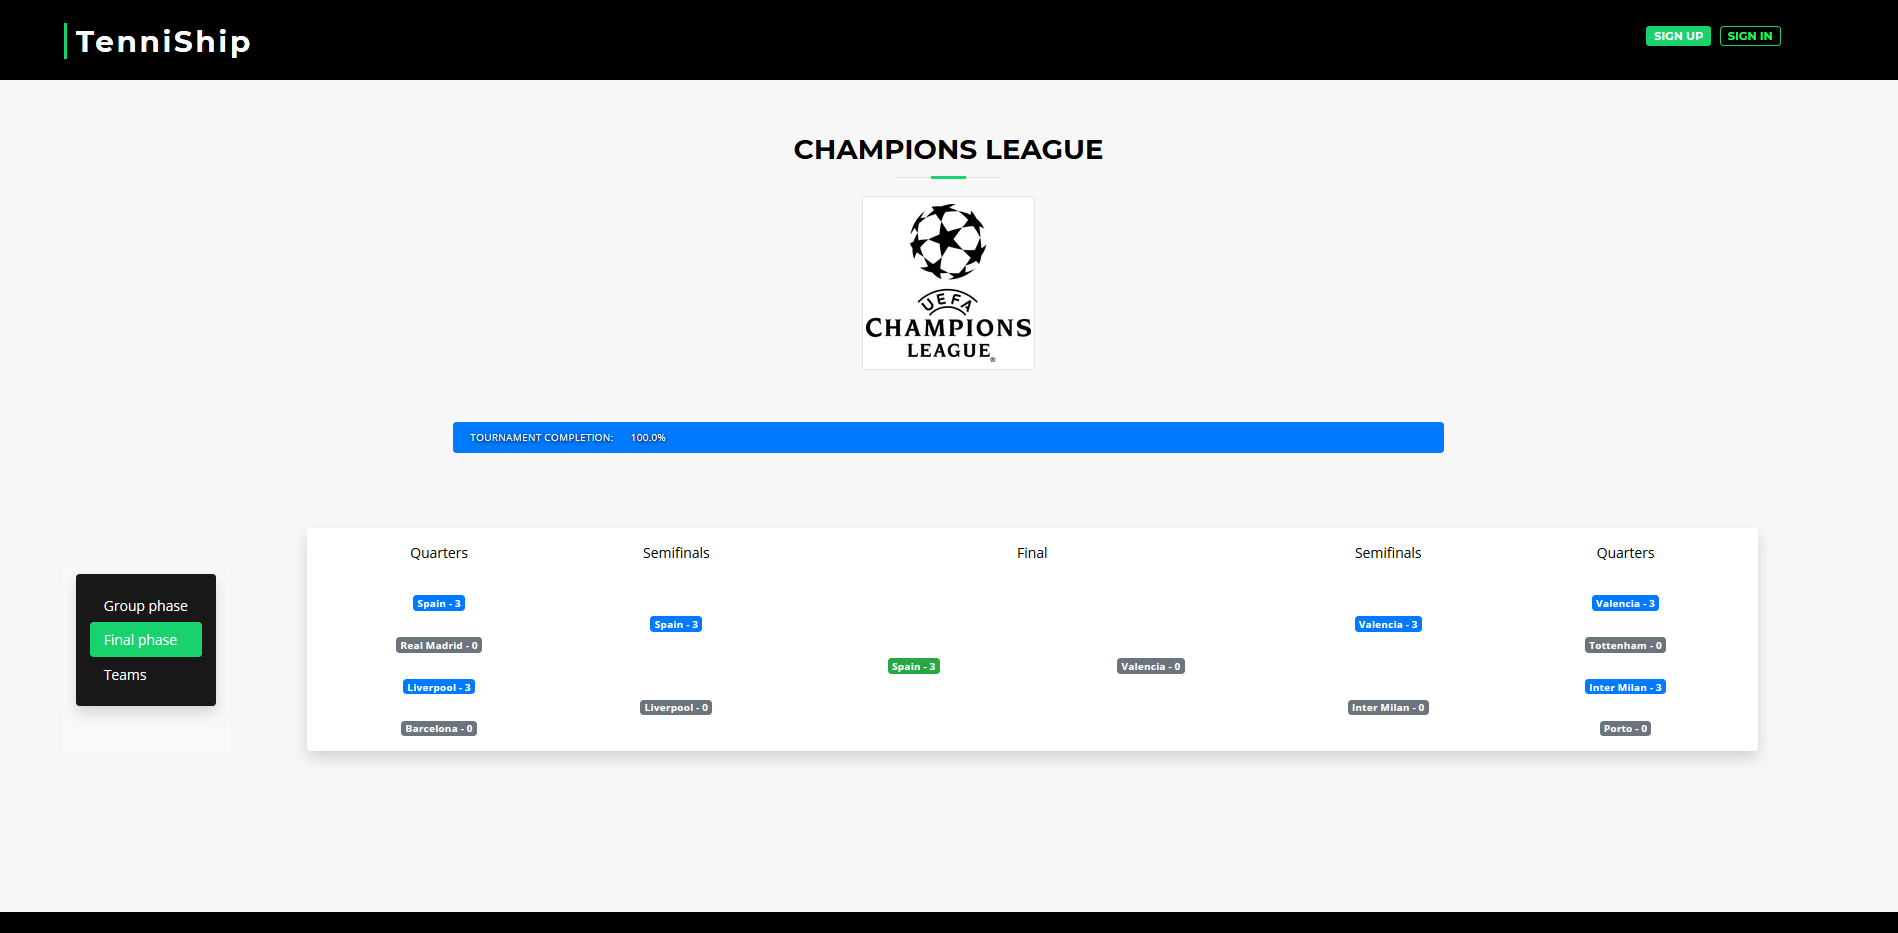 TenniShip
SIGN UP SIGN IN
CHAMPIONS LEAGUE
UEFA
CHAMPIONS
LEAGUE®
TOURNAMENT COMPLETION: 100.0%
Group phase
Final phase
Teams
Quarters Semifinals Final Semifinals Quarters
Spain - 3 Valencia - 3
Spain - 3 Valencia - 3
Real Madrid - 0 Tottenham - 0
Spain - 3 Valencia - 0
Liverpool - 3 Inter Milan - 3
Liverpool - 0 Inter Milan - 0
Barcelona - 0 Porto - 0